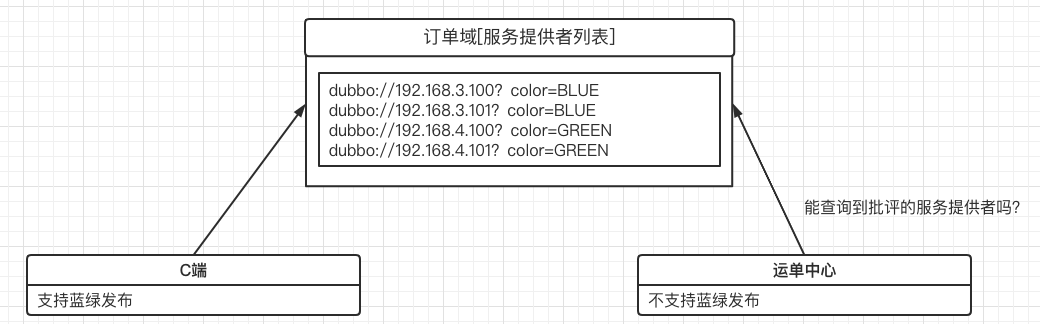 订单域[服务提供者列表]
dubbo://192.168.3.100? color=BLUE
dubbo://192.168.3.101? color=BLUE
dubbo://192.168.4.100? color=GREEN
dubbo://192.168.4.101? color=GREEN
能查询到批评的服务提供者吗?
C端
支持蓝绿发布
运单中心
不支持蓝绿发布